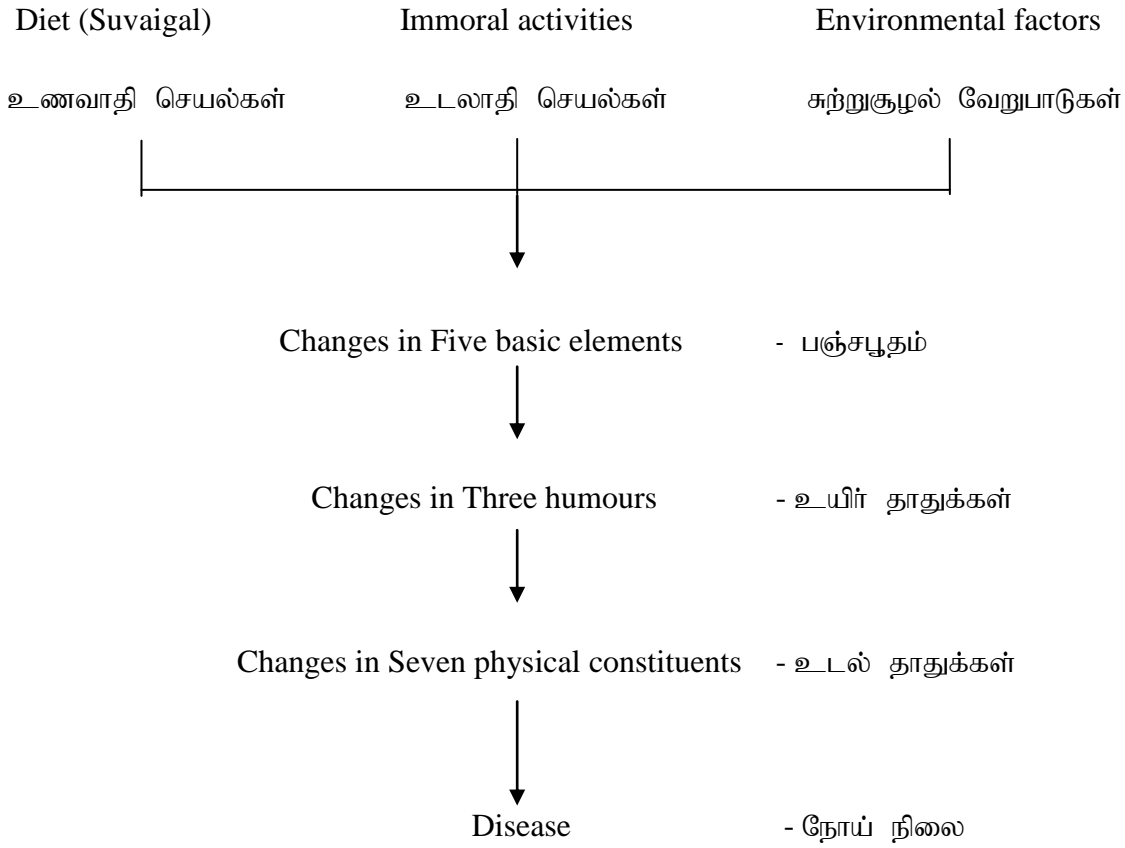 Diet (Suvaigal) Immoral activities Environmental factors
உணவாதி செயல்கள் உடலாதி செயல்கள் சுற்றுசூழல் வேறுபாடுகள்
Changes in Five basic elements - பஞ்சபூதம்
Changes in Three humours - உயிர் தாதுக்கள்
Changes in Seven physical constituents - உடல் தாதுக்கள்
Disease - நோய் நிலை